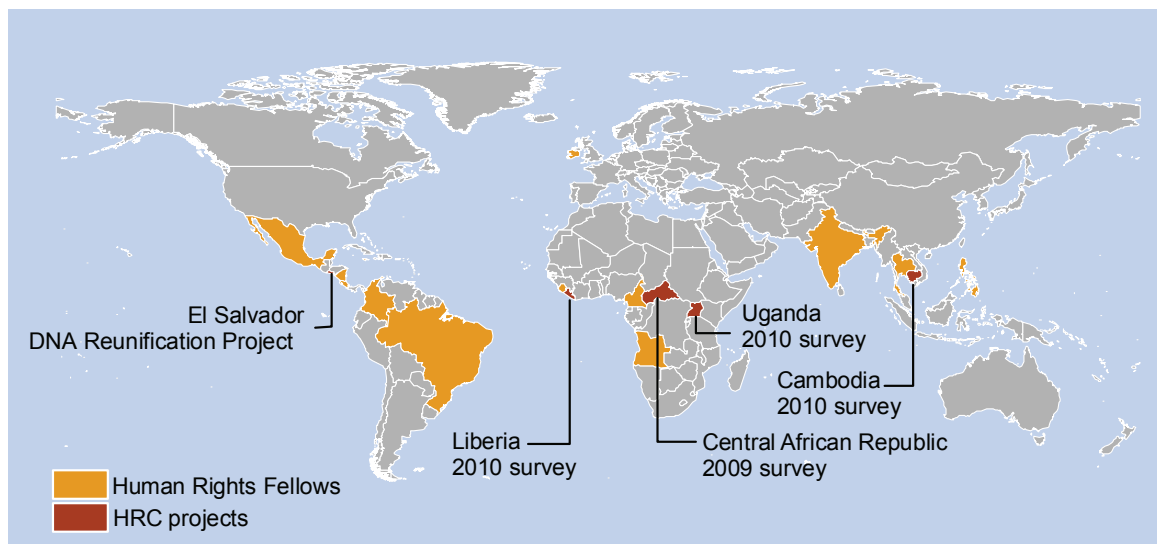 El Salvador
DNA Reunification Project
Liberia
2010 survey
Uganda
2010 survey
Cambodia
2010 survey
Central African Republic
2009 survey
Human Rights Fellows
HRC projects